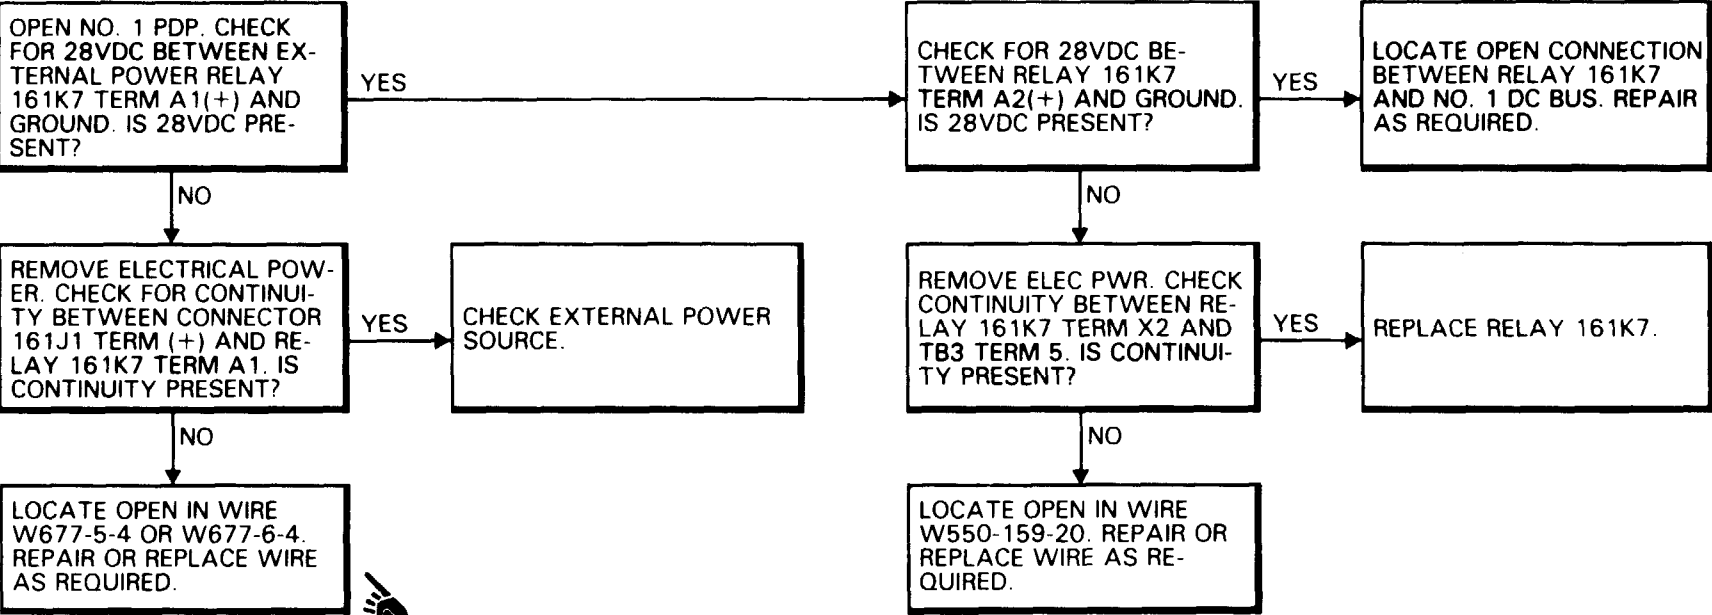 OPEN NO. 1 PDP. CHECK
FOR 28VDC BETWEEN EX-
TERNAL POWER RELAY
161K7 TERM A1(+) AND
GROUND. IS 28VDC PRE-
SENT?
YES
CHECK FOR 28VDC BE-
TWEEN RELAY 161K7
TERM A2(+) AND GROUND.
IS 28VDC PRESENT?
YES
LOCATE OPEN CONNECTION
BETWEEN RELAY 161K7
AND NO. 1 DC BUS. REPAIR
AS REQUIRED.
NO
NO
REMOVE ELECTRICAL POW-
ER. CHECK FOR CONTINUI-
TY BETWEEN CONNECTOR
161J1 TERM (+) AND RE-
LAY 161K7 TERM A1. IS
CONTINUITY PRESENT?
YES
CHECK EXTERNAL POWER
SOURCE.
REMOVE ELEC PWR. CHECK
CONTINUITY BETWEEN RE-
LAY 161K7 TERM X2 AND
TB3 TERM 5. IS CONTINUI-
TY PRESENT?
YES
REPLACE RELAY 161K7.
NO
NO
LOCATE OPEN IN WIRE
W677-5-4 OR W677-6-4.
REPAIR OR REPLACE WIRE
AS REQUIRED.
LOCATE OPEN IN WIRE
W550-159-20. REPAIR OR
REPLACE WIRE AS RE-
QUIRED.